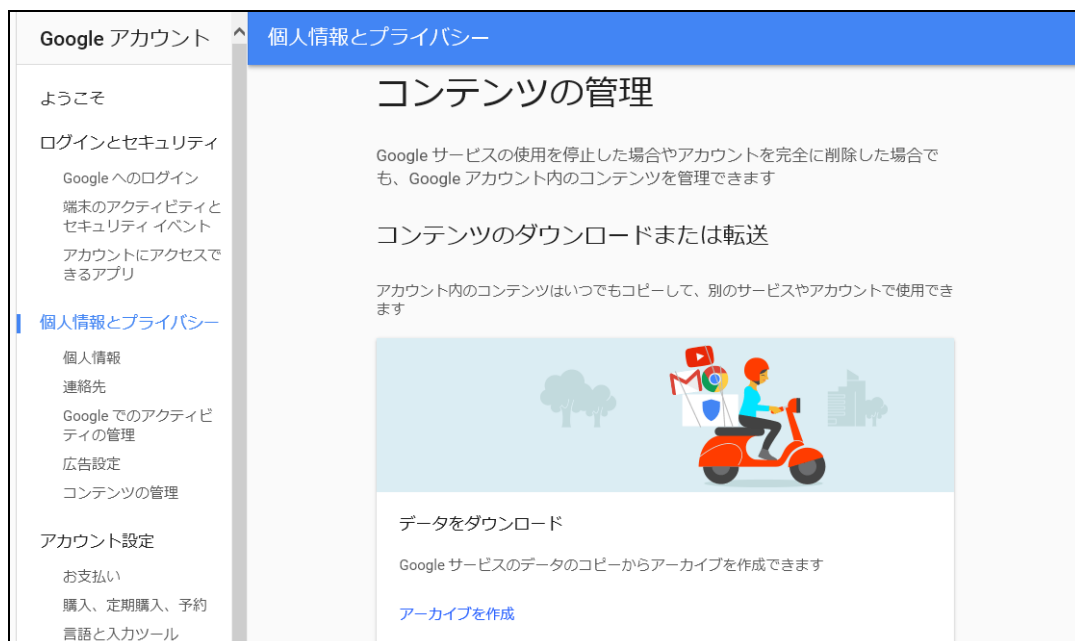 Google アカウント
ようこそ
ログインとセキュリティ
Google へのログイン
端末のアクティビティと
セキュリティ イベント
アカウントにアクセスで
きるアプリ
個人情報とプライバシー
個人情報
連絡先
Google でのアクティビ
ティの管理
広告設定
コンテンツの管理
アカウント設定
お支払い
購入、定期購入、予約
言語と入力ツール
個人情報とプライバシー
コンテンツの管理
Google サービスの使用を停止した場合やアカウントを完全に削除した場合で
も、Google アカウント内のコンテンツを管理できます
コンテンツのダウンロードまたは転送
アカウント内のコンテンツはいつでもコピーして、別のサービスやアカウントで使用でき
ます
データをダウンロード
Google サービスのデータのコピーからアーカイブを作成できます
アーカイブを作成